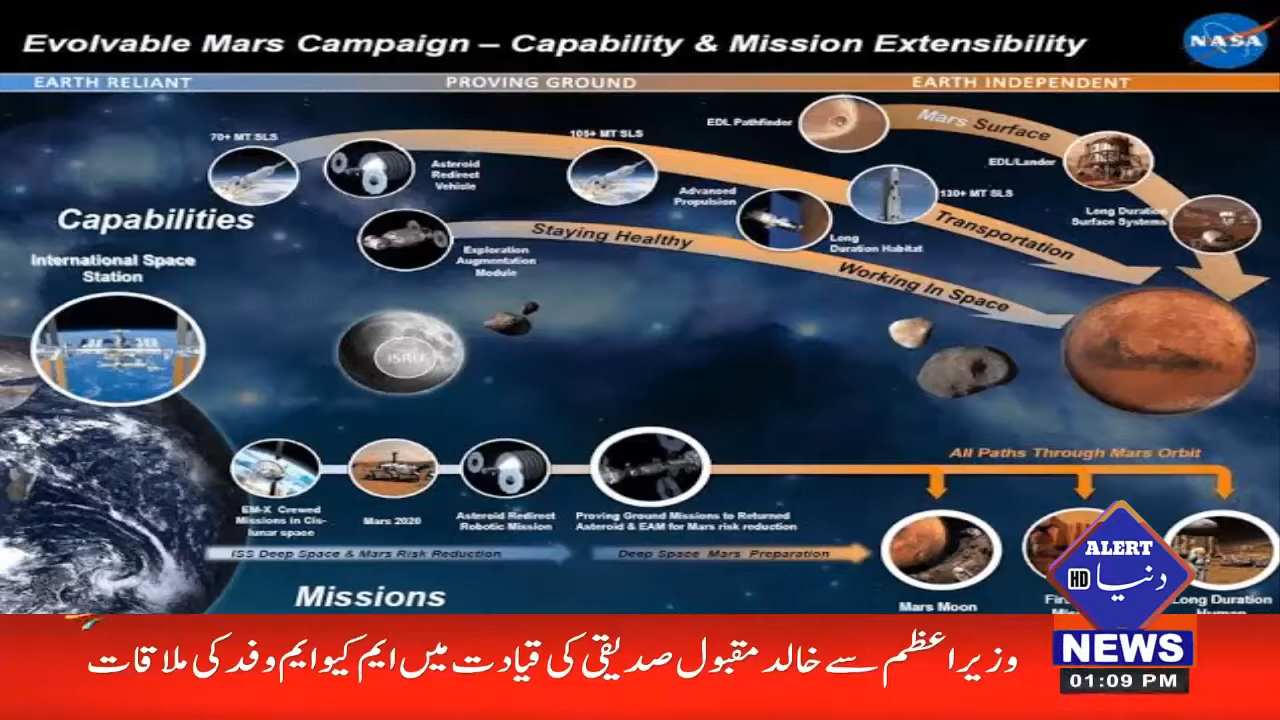 Evolvable Mars Campaign – Capability & Mission Extensibility
NASA
EARTH RELIANT
PROVING GROUND
EARTH INDEPENDENT
70+ MT SLS
Asteroid
Redirect
Vehicle
105+ MT SLS
EDL Pathfinder
Mars Surface
EDL/Lander
Advanced
Propulsion
130+ MT SLS
Long Duration
Surface Systems
Capabilities
Exploration
Augmentation
Module
Staying Healthy
Long
Duration Habitat
Transportation
Working In Space
International Space
Station
ISRU
All Paths Through Mars Orbit
EM-X Crewed
Missions in Cis-
lunar space
Mars 2020
Asteroid Redirect
Robotic Mission
Proving Ground Missions to Returned
Asteroid & EAM for Mars risk reduction
ISS Deep Space & Mars Risk Reduction
Deep Space Mars Preparation
Missions
Mars Moon
Long Duration
Human
ALERT
HD دنیا
NEWS
01:09 PM
وزیراعظم سے خالد مقبول صدیقی کی قیادت میں ایم کیو ایم وفد کی ملاقات